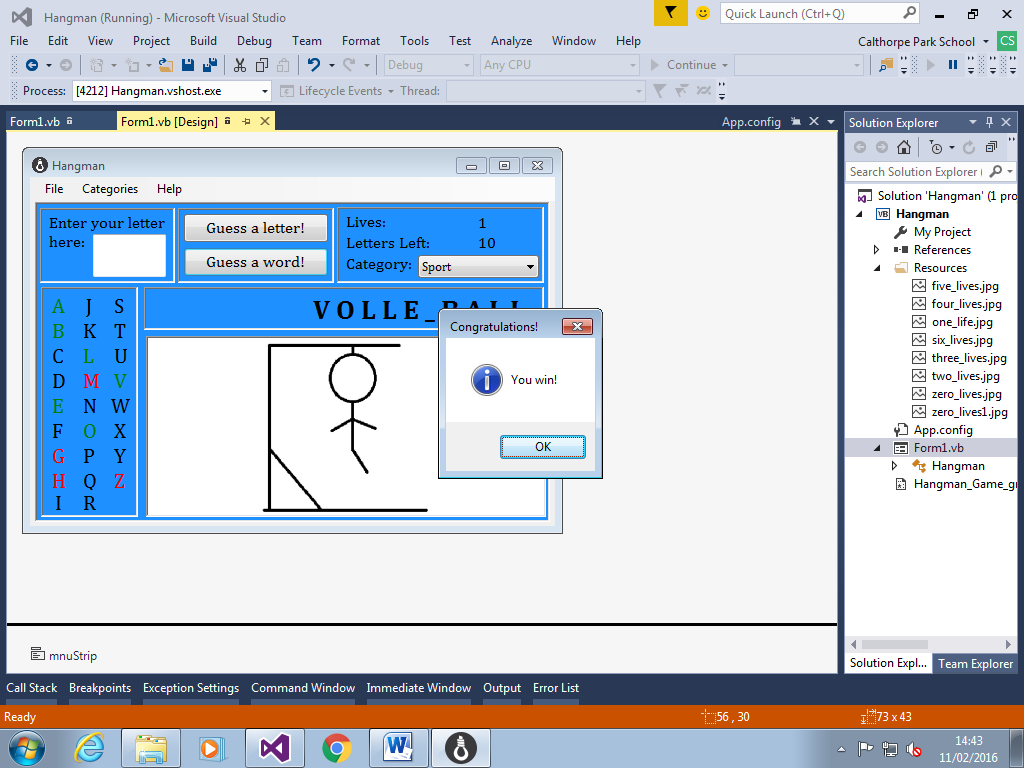 Hangman (Running) - Microsoft Visual Studio
Quick Launch (Ctrl+Q)
File Edit View Project Build Debug Team Format Tools Test Analyze Window Help
Calthorpe Park School CS
Debug Any CPU Continue
Process: [4212] Hangman.vshost.exe Lifecycle Events Thread:
Form1.vb Form1.vb [Design] App.config
Hangman
File Categories Help
Enter your letter
here:
Guess a letter!
Guess a word!
Lives: 1
Letters Left: 10
Category: Sport
V O L L E _ B A L L
A J S
B K T
C L U
D M V
E N W
F O X
G P Y
H Q Z
I R
Congratulations!
You win!
OK
mnuStrip
Solution Explorer
Search Solution Explorer (
Solution 'Hangman' (1 pro
VB Hangman
My Project
References
Resources
five_lives.jpg
four_lives.jpg
one_life.jpg
six_lives.jpg
three_lives.jpg
two_lives.jpg
zero_lives.jpg
zero_lives1.jpg
App.config
Form1.vb
Hangman
Hangman_Game_gr
Solution Expl... Team Explorer
Call Stack Breakpoints Exception Settings Command Window Immediate Window Output Error List
Ready 56 , 30 73 x 43
14:43
11/02/2016